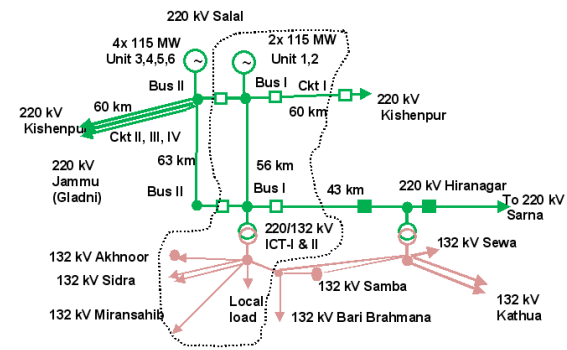 220 kV Salal
4x 115 MW
Unit 3,4,5,6
2x 115 MW
Unit 1,2
~
~
Bus II
Bus I
Ckt I
60 km
60 km
220 kV
Kishenpur
220 kV
Kishenpur
Ckt II, III, IV
220 kV
Jammu
(Gladni)
63 km
56 km
Bus II
Bus I
43 km
220 kV Hiranagar
To 220 kV
Sarna
220/132 kV
ICT-I & II
132 kV Akhnoor
132 kV Sidra
132 kV Miransahib
Local
load
132 kV Samba
132 kV Bari Brahmana
132 kV Sewa
132 kV
Kathua